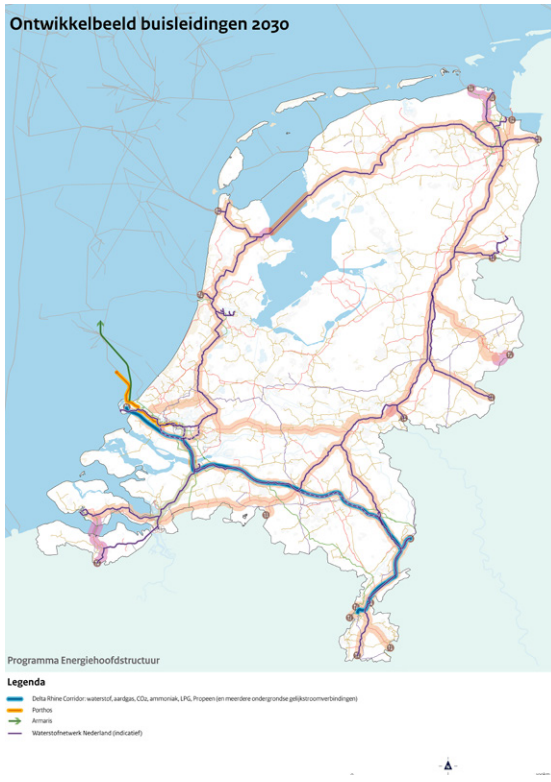 Ontwikkelbeeld buisleidingen 2030
Programma Energiehoofdstructuur
Legenda
Delta Rhine Corridor: waterstof, aardgas, CO2, ammoniak, LPG, Propeen (en meerdere ondergrondse gelijkstroomverbindingen)
Porthos
Armaris
Waterstofnetwerk Nederland (indicatief)